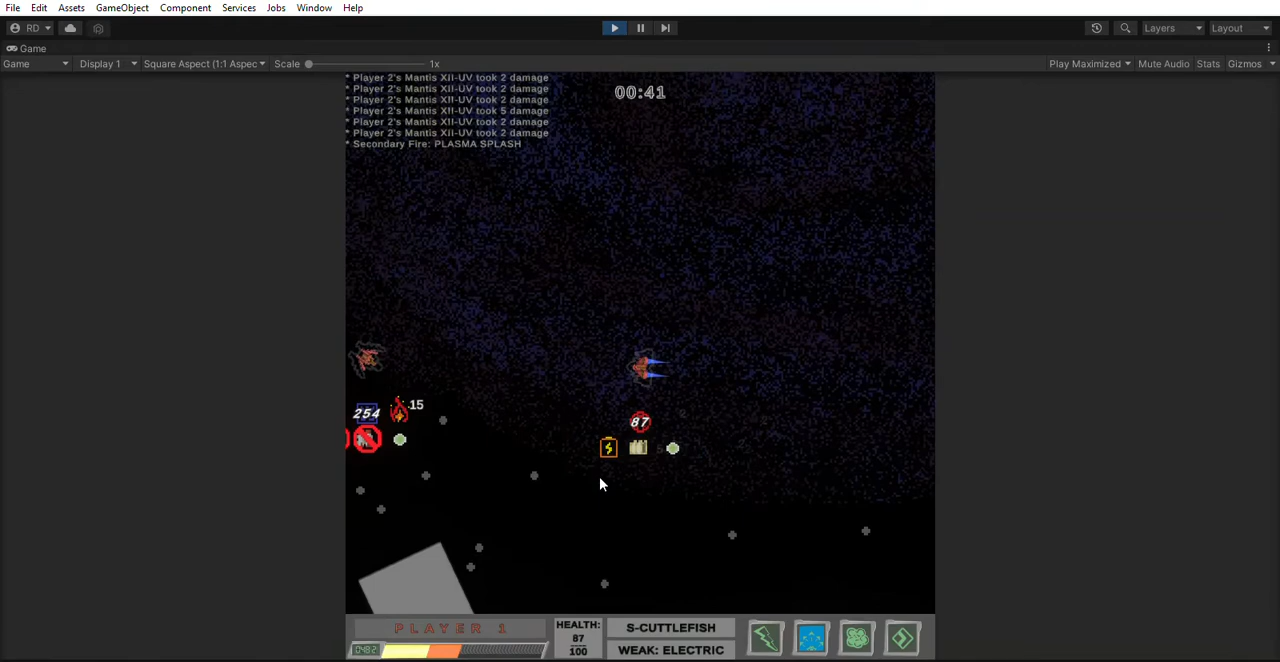 File Edit Assets GameObject Component Services Jobs Window Help
RD Layers Layout
Game
Game Display 1 Square Aspect (1:1 Aspec Scale 1x Play Maximized Mute Audio Stats Gizmos
* Player 2's Mantis XII-UV took 2 damage
* Player 2's Mantis XII-UV took 2 damage
* Player 2's Mantis XII-UV took 2 damage
* Player 2's Mantis XII-UV took 5 damage
* Player 2's Mantis XII-UV took 2 damage
* Player 2's Mantis XII-UV took 2 damage
* Secondary Fire: PLASMA SPLASH
00:41
254 15
87
2
PLAYER 1
0482
HEALTH:
87
100
S-CUTTLEFISH
WEAK: ELECTRIC